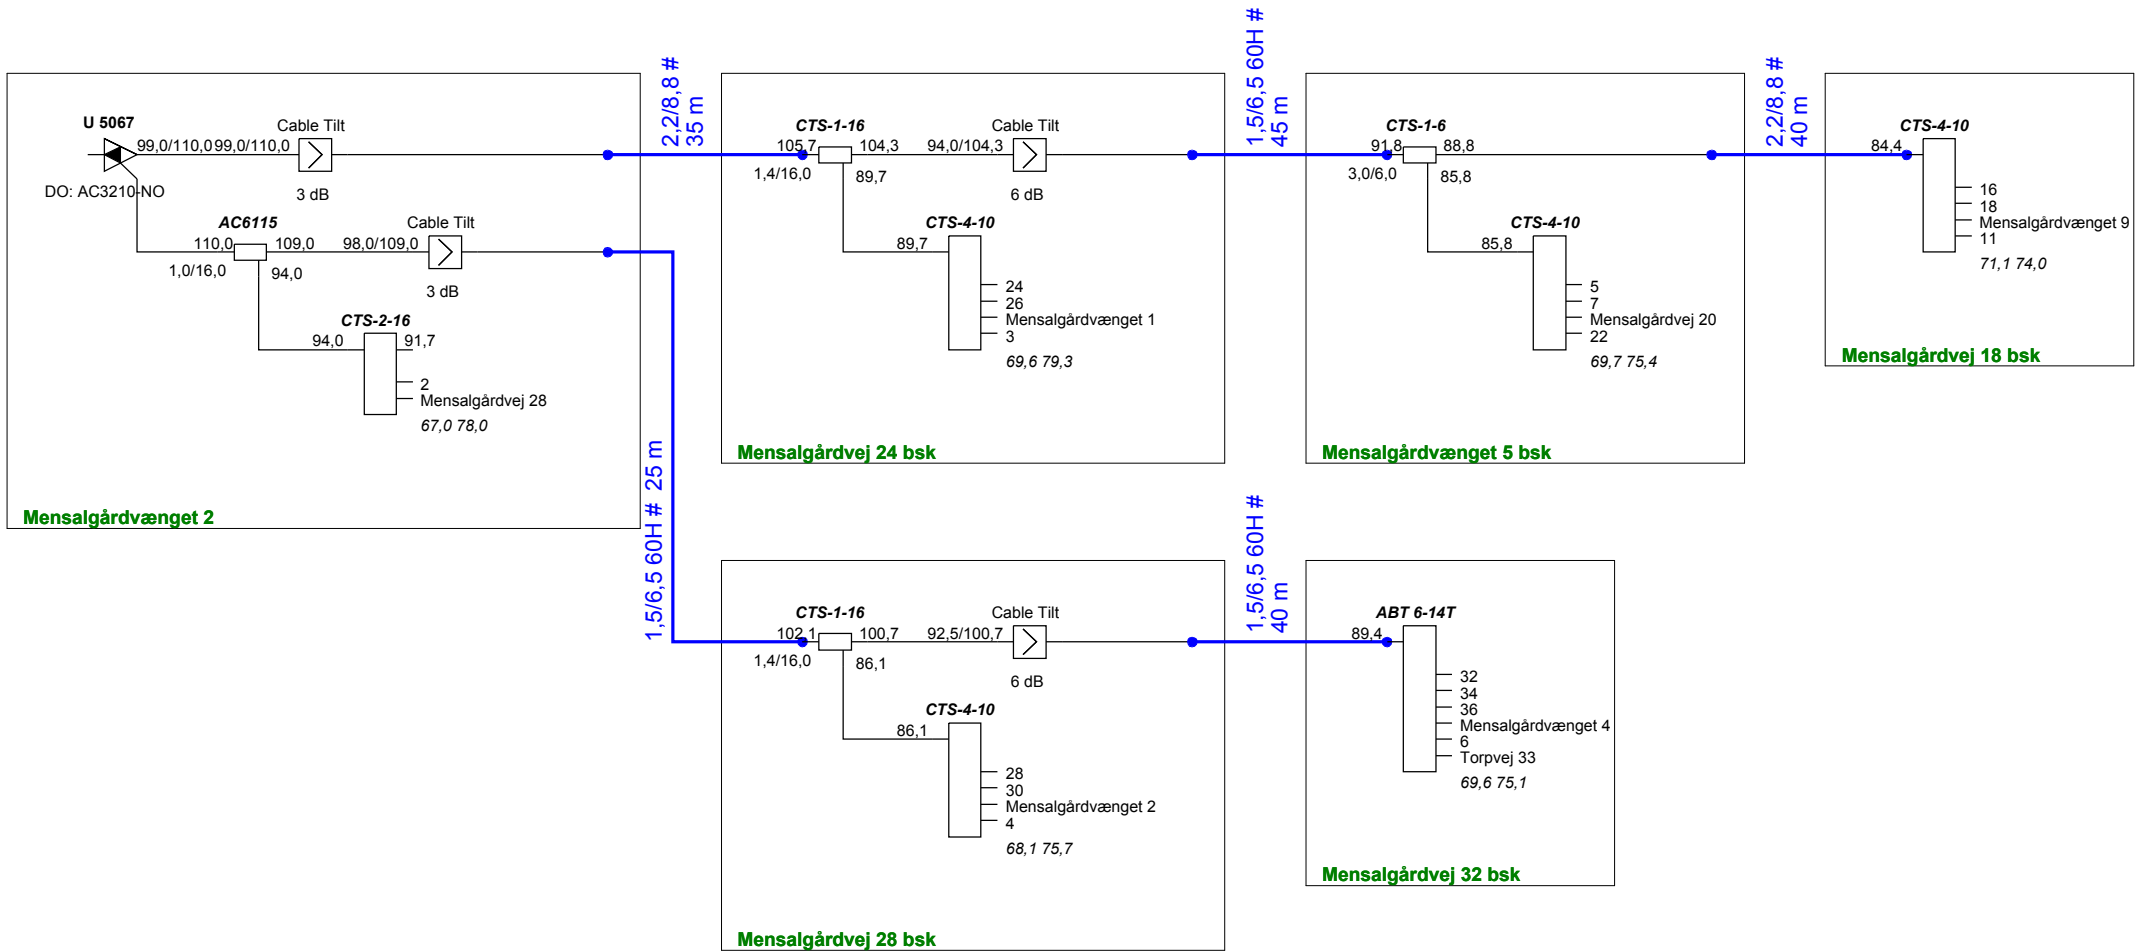 U 5067
99,0/110,0
99,0/110,0
Cable Tilt
3 dB
DO: AC3210-NO
AC6115
110,0
109,0
1,0/16,0
94,0
98,0/109,0
Cable Tilt
3 dB
CTS-2-16
94,0
91,7
2
Mensalgårdvej 28
67,0 78,0
Mensalgårdvænget 2
2,2/8,8 #
35 m
CTS-1-16
105,7
104,3
1,4/16,0
89,7
94,0/104,3
Cable Tilt
6 dB
CTS-4-10
89,7
24
26
Mensalgårdvænget 1
3
69,6 79,3
Mensalgårdvej 24 bsk
1,5/6,5 60H #
45 m
CTS-1-6
91,8
88,8
3,0/6,0
85,8
CTS-4-10
85,8
5
7
Mensalgårdvej 20
22
69,7 75,4
Mensalgårdvænget 5 bsk
2,2/8,8 #
40 m
CTS-4-10
84,4
16
18
Mensalgårdvænget 9
11
71,1 74,0
Mensalgårdvej 18 bsk
1,5/6,5 60H # 25 m
CTS-1-16
102,1
100,7
1,4/16,0
86,1
92,5/100,7
Cable Tilt
6 dB
CTS-4-10
86,1
28
30
Mensalgårdvænget 2
4
68,1 75,7
Mensalgårdvej 28 bsk
1,5/6,5 60H #
40 m
ABT 6-14T
89,4
32
34
36
Mensalgårdvænget 4
6
Torpvej 33
69,6 75,1
Mensalgårdvej 32 bsk